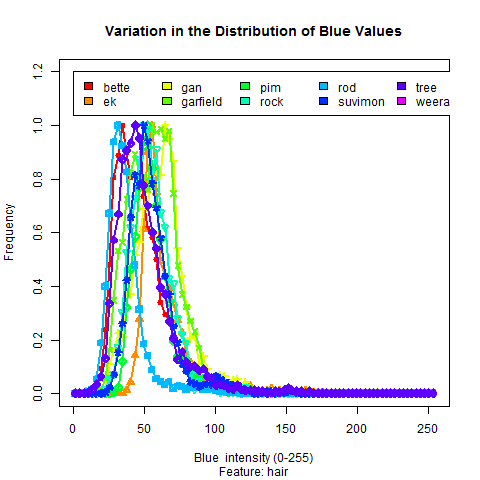 Variation in the Distribution of Blue Values
bette gan pim rod tree
ek garfield rock suvimon weera
Frequency
1.2
1.0
0.8
0.6
0.4
0.2
0.0
0 50 100 150 200 250
Blue intensity (0-255)
Feature: hair